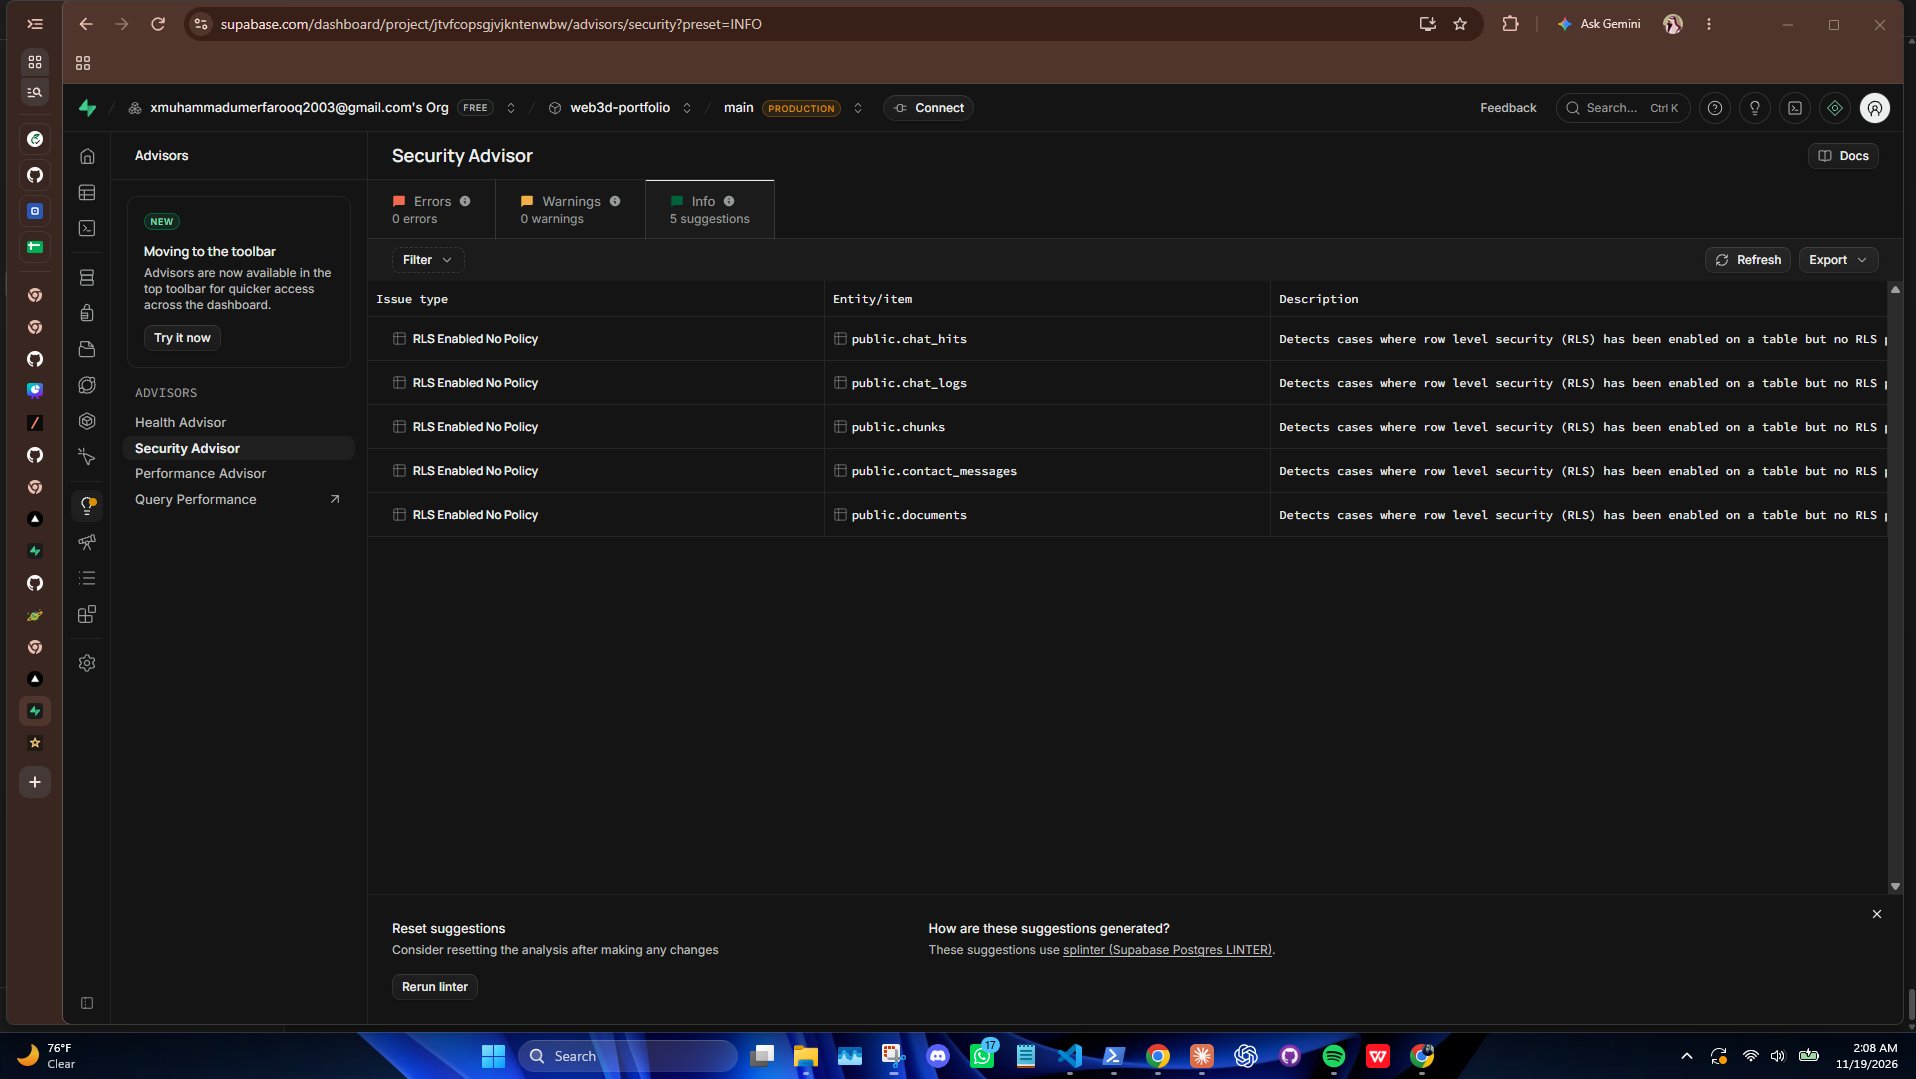 supabase.com/dashboard/project/jtvfcopsgjvjkntenwbw/advisors/security?preset=INFO
Ask Gemini
xmuhammadumerfarooq2003@gmail.com's Org FREE
web3d-portfolio
main PRODUCTION
Connect
Feedback
Search... Ctrl K
Advisors
Security Advisor
Docs
NEW
Moving to the toolbar
Advisors are now available in the
top toolbar for quicker access
across the dashboard.
Try it now
ADVISORS
Health Advisor
Security Advisor
Performance Advisor
Query Performance
Errors
0 errors
Warnings
0 warnings
Info
5 suggestions
Filter
Refresh
Export
Issue type Entity/item Description
RLS Enabled No Policy public.chat_hits Detects cases where row level security (RLS) has been enabled on a table but no RLS
RLS Enabled No Policy public.chat_logs Detects cases where row level security (RLS) has been enabled on a table but no RLS
RLS Enabled No Policy public.chunks Detects cases where row level security (RLS) has been enabled on a table but no RLS
RLS Enabled No Policy public.contact_messages Detects cases where row level security (RLS) has been enabled on a table but no RLS
RLS Enabled No Policy public.documents Detects cases where row level security (RLS) has been enabled on a table but no RLS
Reset suggestions
Consider resetting the analysis after making any changes
Rerun linter
How are these suggestions generated?
These suggestions use splinter (Supabase Postgres LINTER).
76°F
Clear
Search
17
2:08 AM
11/19/2026